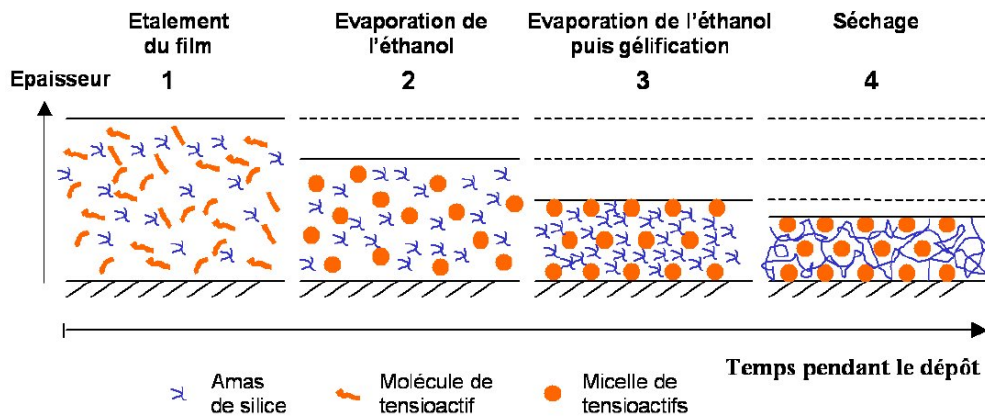 Etalement
du film
Evaporation de
l'éthanol
Evaporation de l'éthanol
puis gélification
Séchage
Epaisseur
1
2
3
4
Temps pendant le dépôt
Amas
de silice
Molécule de
tensioactif
Micelle de
tensioactifs